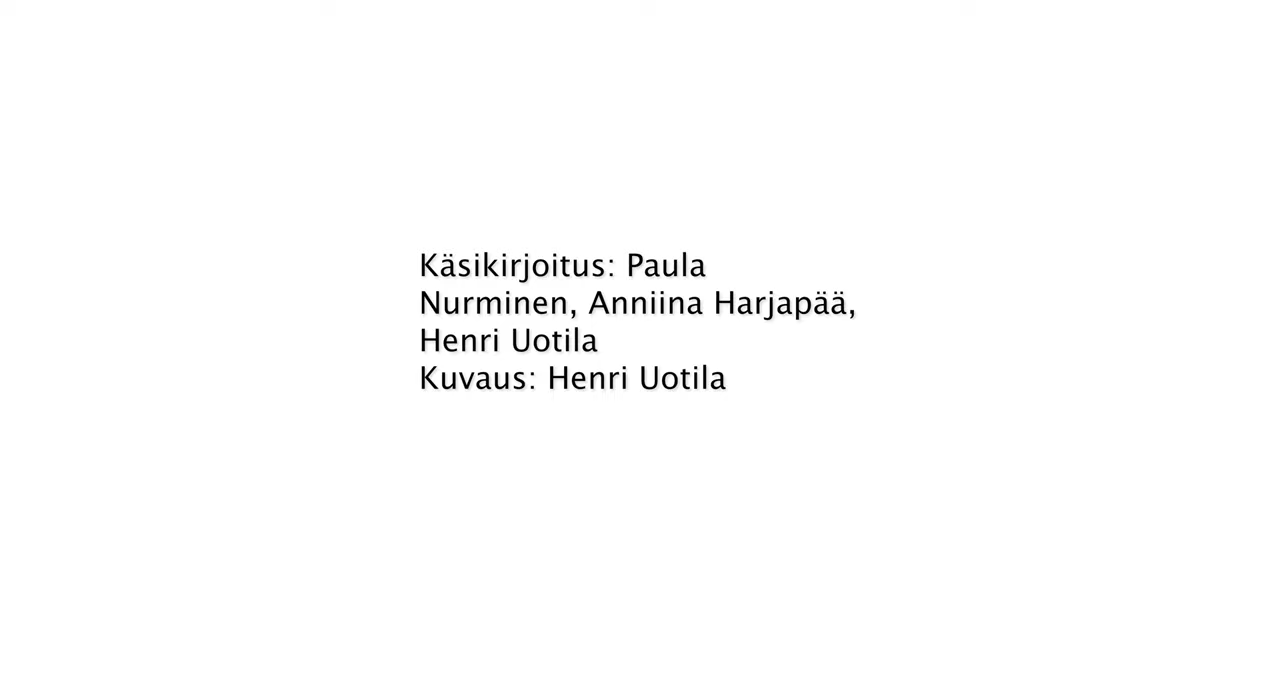 Käsikirjoitus: Paula
Nurminen, Anniina Harjapää,
Henri Uotila
Kuvaus: Henri Uotila